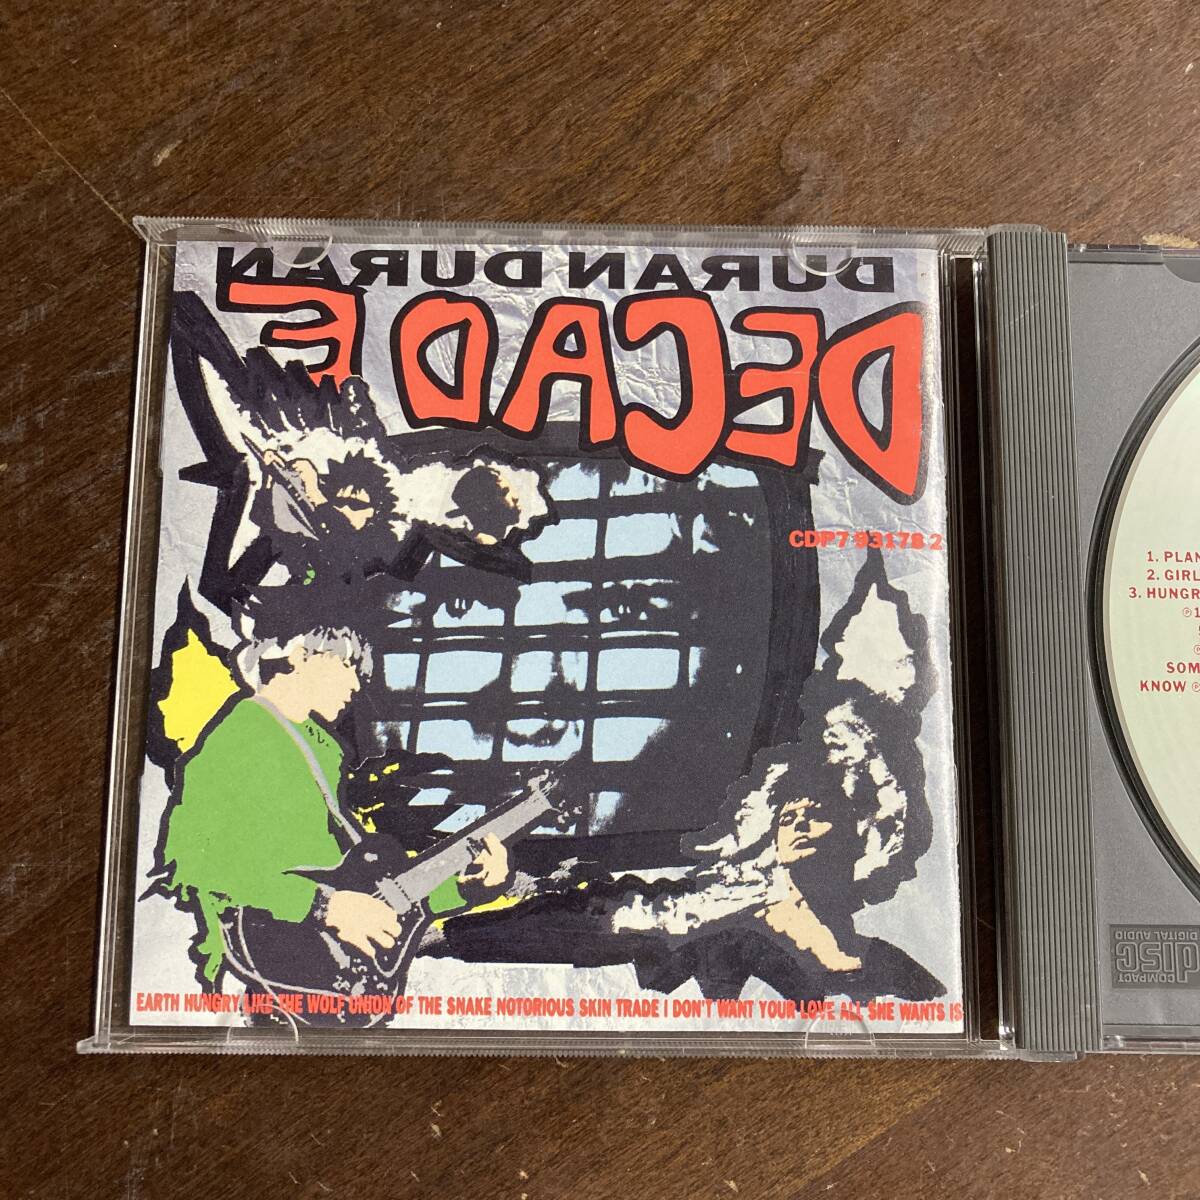 DURAN DURAN
DECADE
CDP7 93178 2
EARTH HUNGRY LIKE THE WOLF UNION OF THE SNAKE NOTORIOUS SKIN TRADE I DON'T WANT YOUR LOVE ALL SHE WANTS IS
1. PLAN
2. GIRL
3. HUNGR
℗1
℗
SOM
KNOW ℗
disc
COMPACT
DIGITAL AUDIO